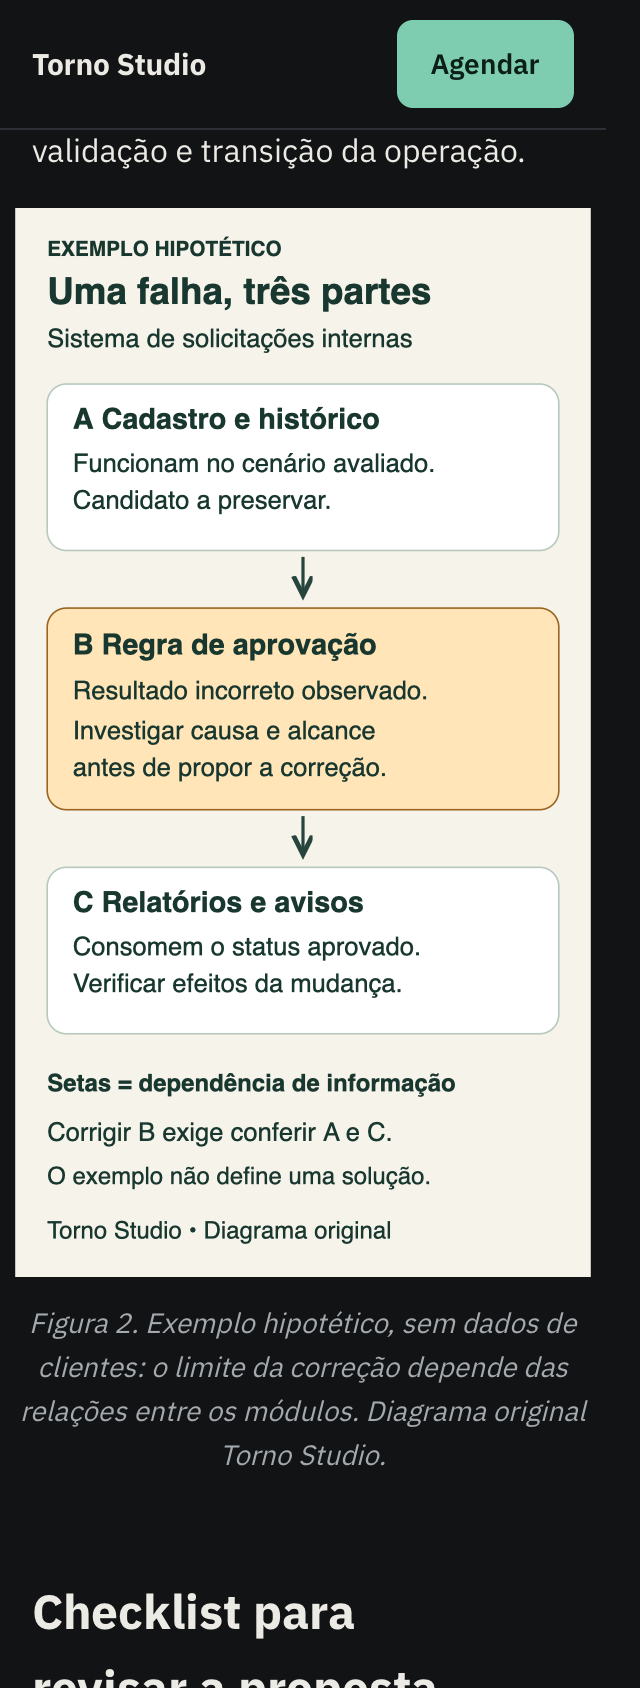 Torno Studio
Agendar
validação e transição da operação.
EXEMPLO HIPOTÉTICO
Uma falha, três partes
Sistema de solicitações internas
A Cadastro e histórico
Funcionam no cenário avaliado.
Candidato a preservar.
B Regra de aprovação
Resultado incorreto observado.
Investigar causa e alcance
antes de propor a correção.
C Relatórios e avisos
Consomem o status aprovado.
Verificar efeitos da mudança.
Setas = dependência de informação
Corrigir B exige conferir A e C.
O exemplo não define uma solução.
Torno Studio • Diagrama original
Figura 2. Exemplo hipotético, sem dados de
clientes: o limite da correção depende das
relações entre os módulos. Diagrama original
Torno Studio.
Checklist para
revisar a proposta